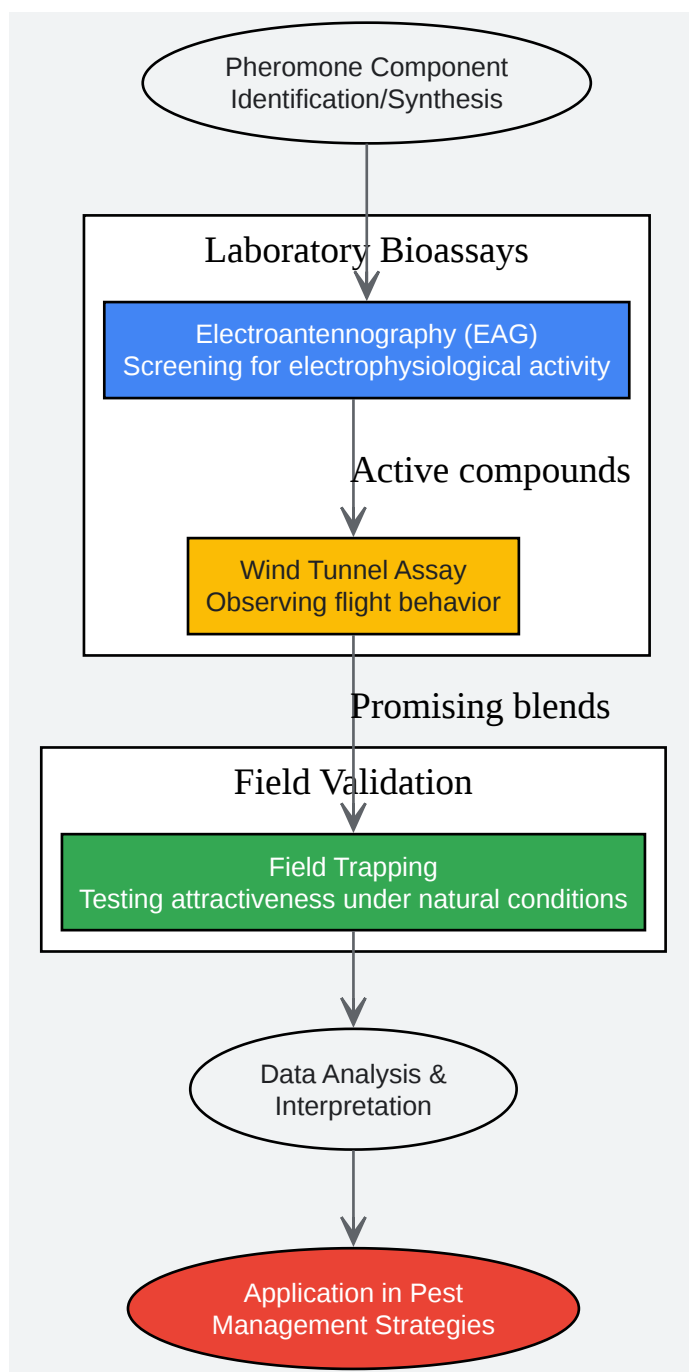 Pheromone Component
Identification/Synthesis
Laboratory Bioassays
Electroantennography (EAG)
Screening for electrophysiological activity
Active compounds
Wind Tunnel Assay
Observing flight behavior
Promising blends
Field Validation
Field Trapping
Testing attractiveness under natural conditions
Data Analysis &
Interpretation
Application in Pest
Management Strategies